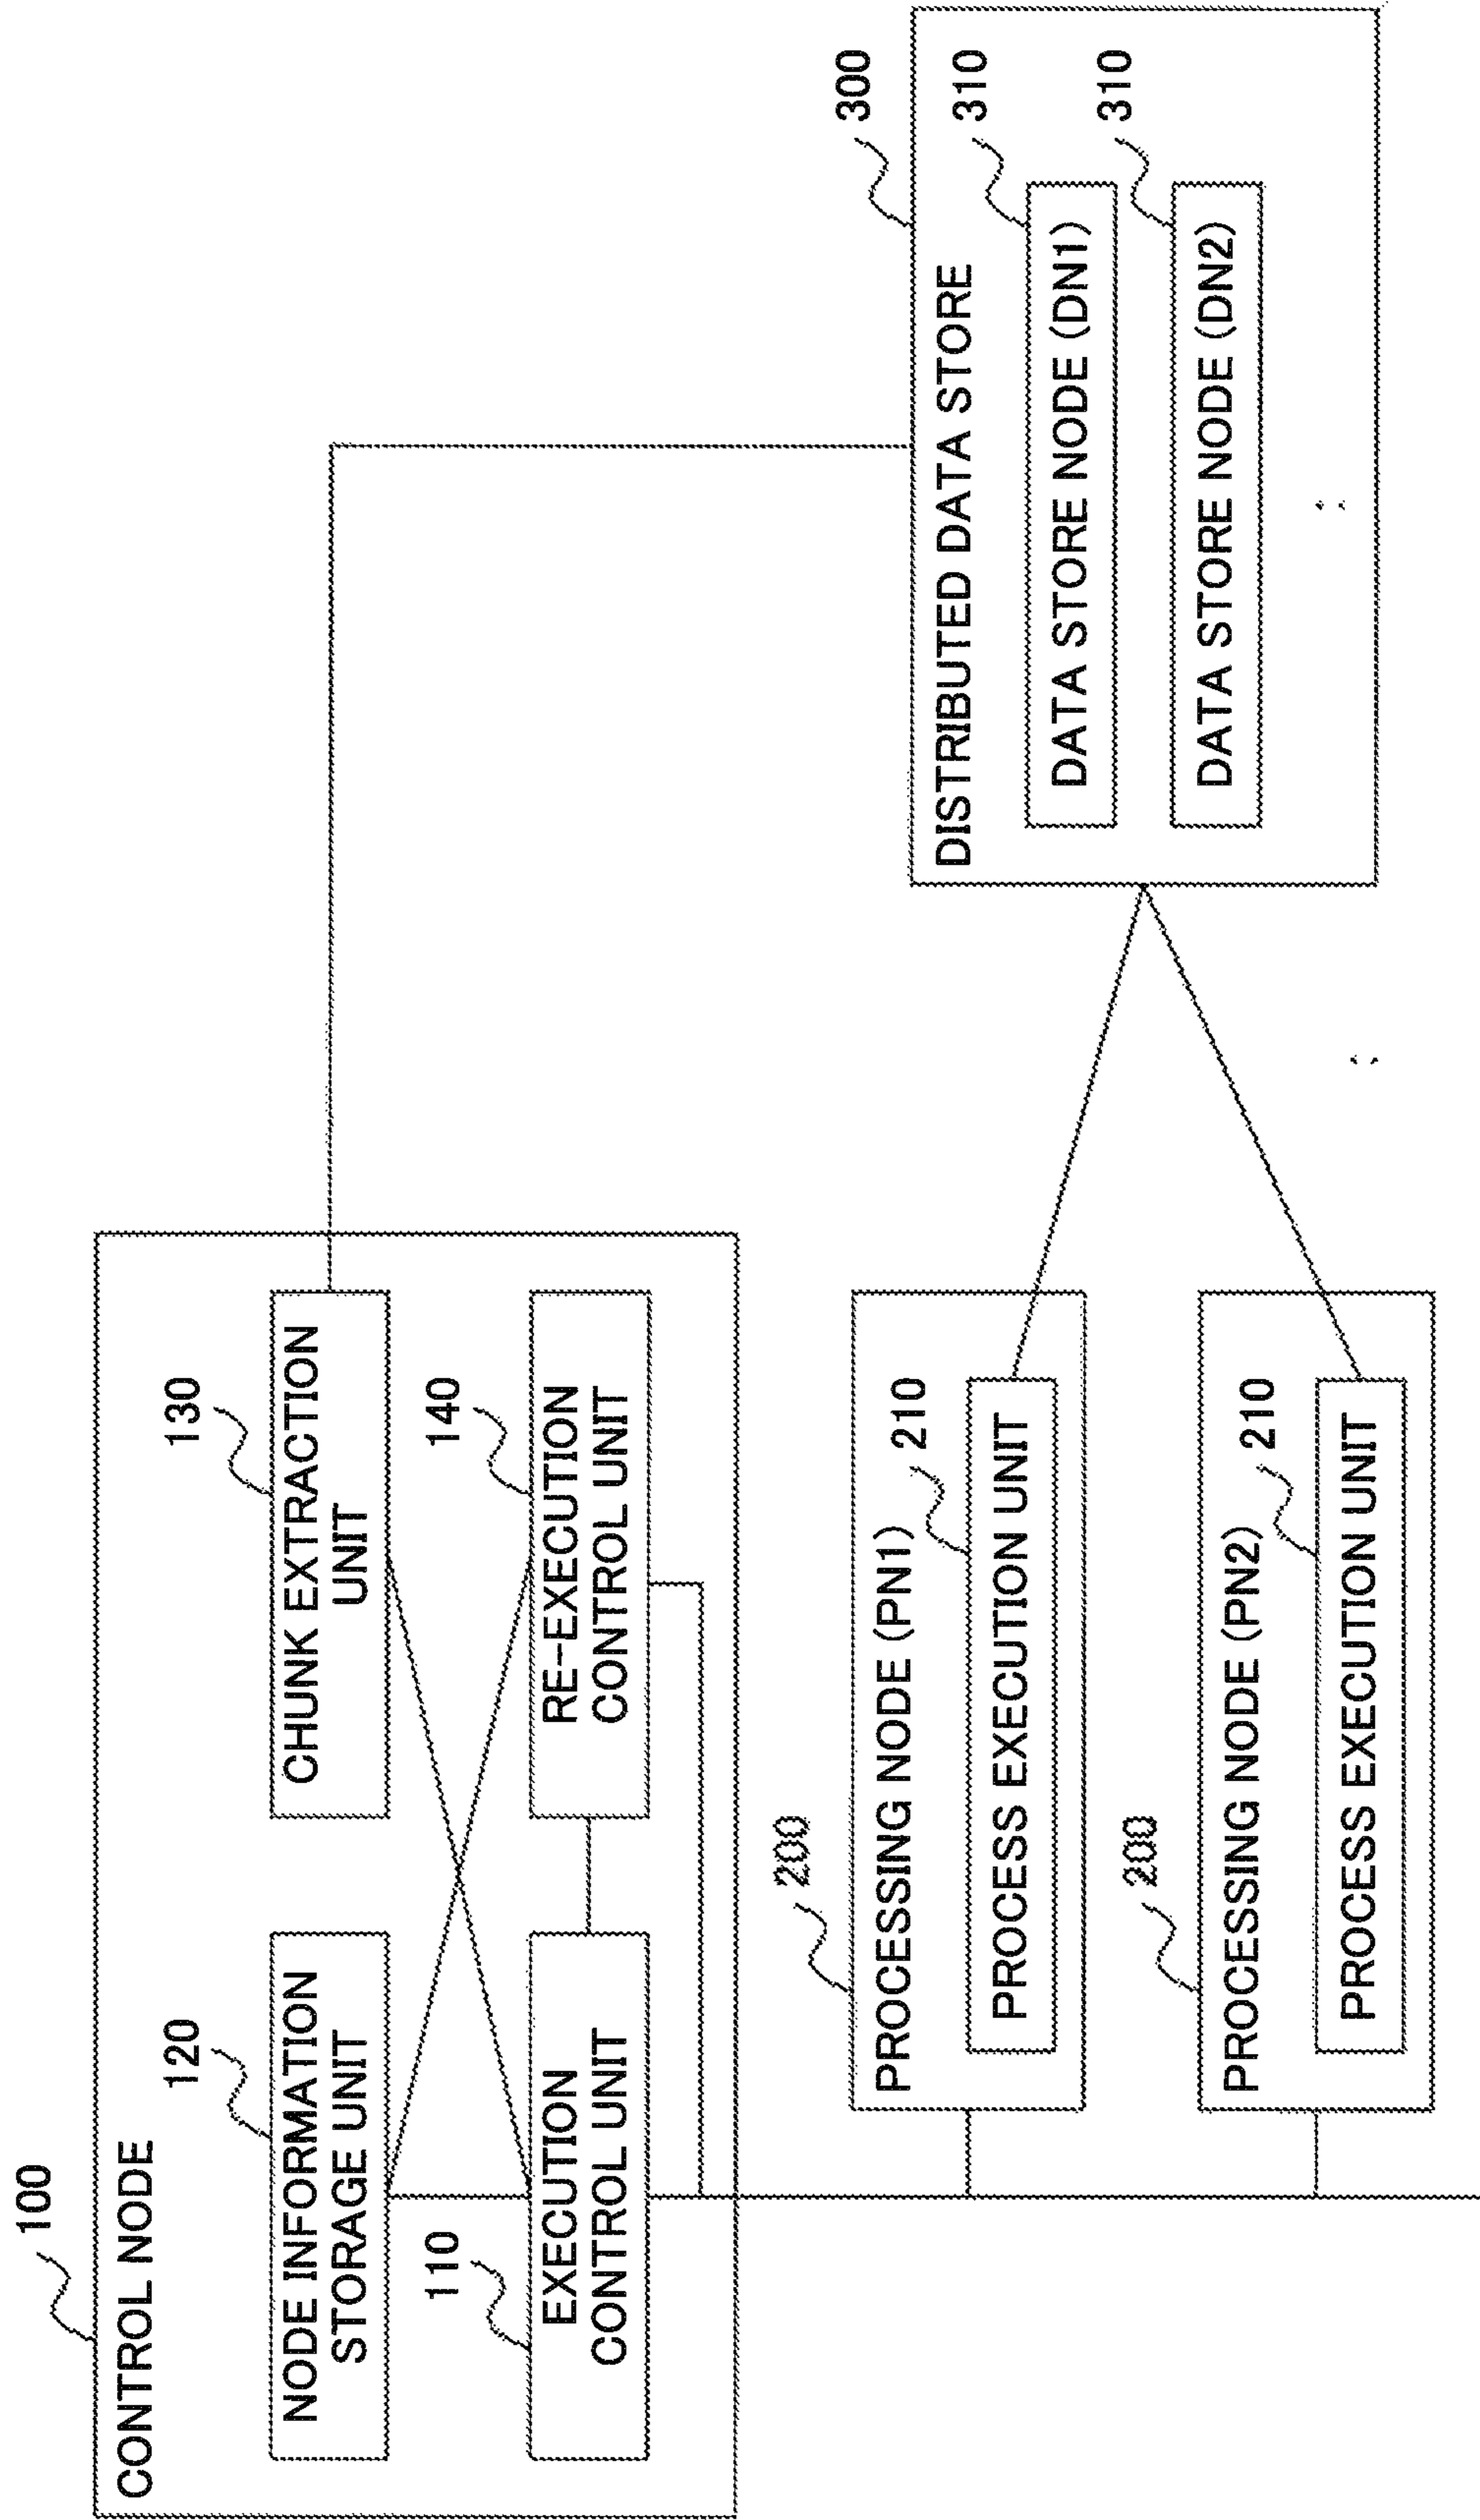 100
CONTROL NODE
120
NODE INFORMATION
STORAGE UNIT
130
CHUNK EXTRACTION
UNIT
110
EXECUTION
CONTROL UNIT
140
RE-EXECUTION
CONTROL UNIT
200
PROCESSING NODE (PN1)
210
PROCESS EXECUTION UNIT
200
PROCESSING NODE (PN2)
210
PROCESS EXECUTION UNIT
300
DISTRIBUTED DATA STORE
310
DATA STORE NODE (DN1)
310
DATA STORE NODE (DN2)